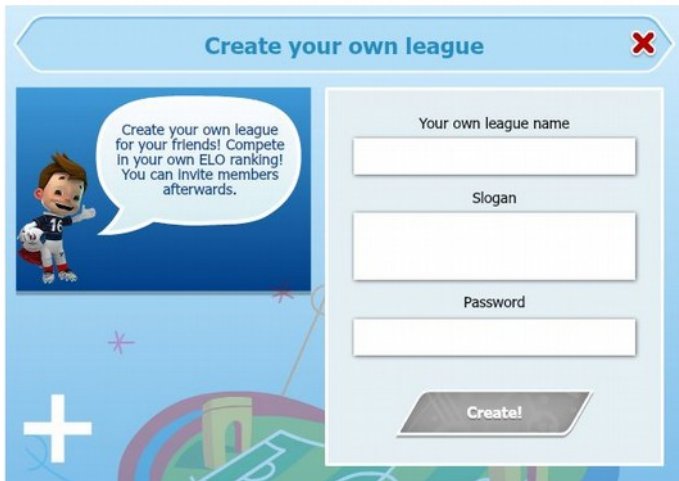 Create your own league
Create your own league
for your friends! Compete
in your own ELO ranking!
You can invite members
afterwards.
16
Your own league name
Slogan
Password
Create!